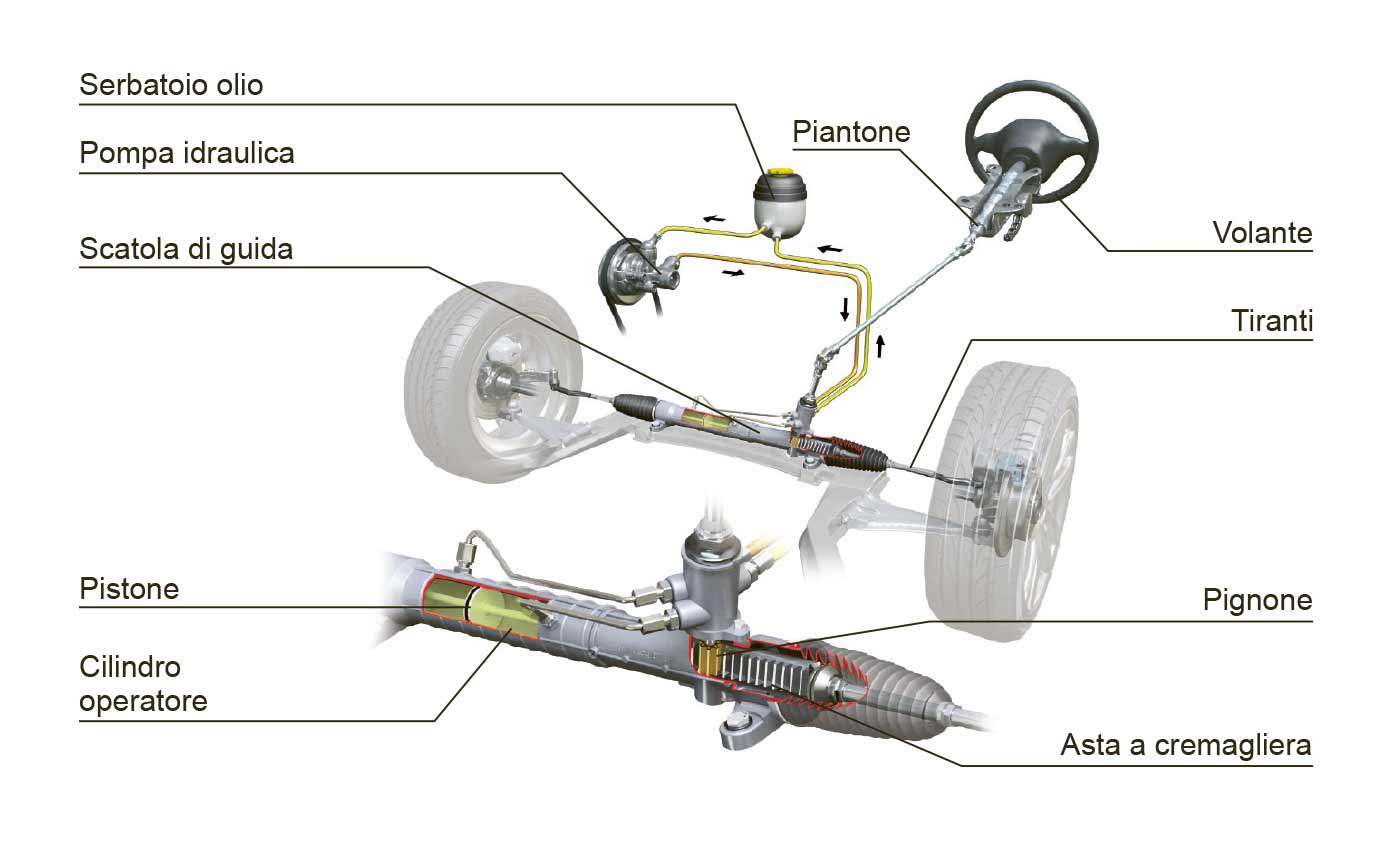 Serbatoio olio
Pompa idraulica
Scatola di guida
Piantone
Volante
Tiranti
Pistone
Cilindro
operatore
Pignone
Asta a cremagliera